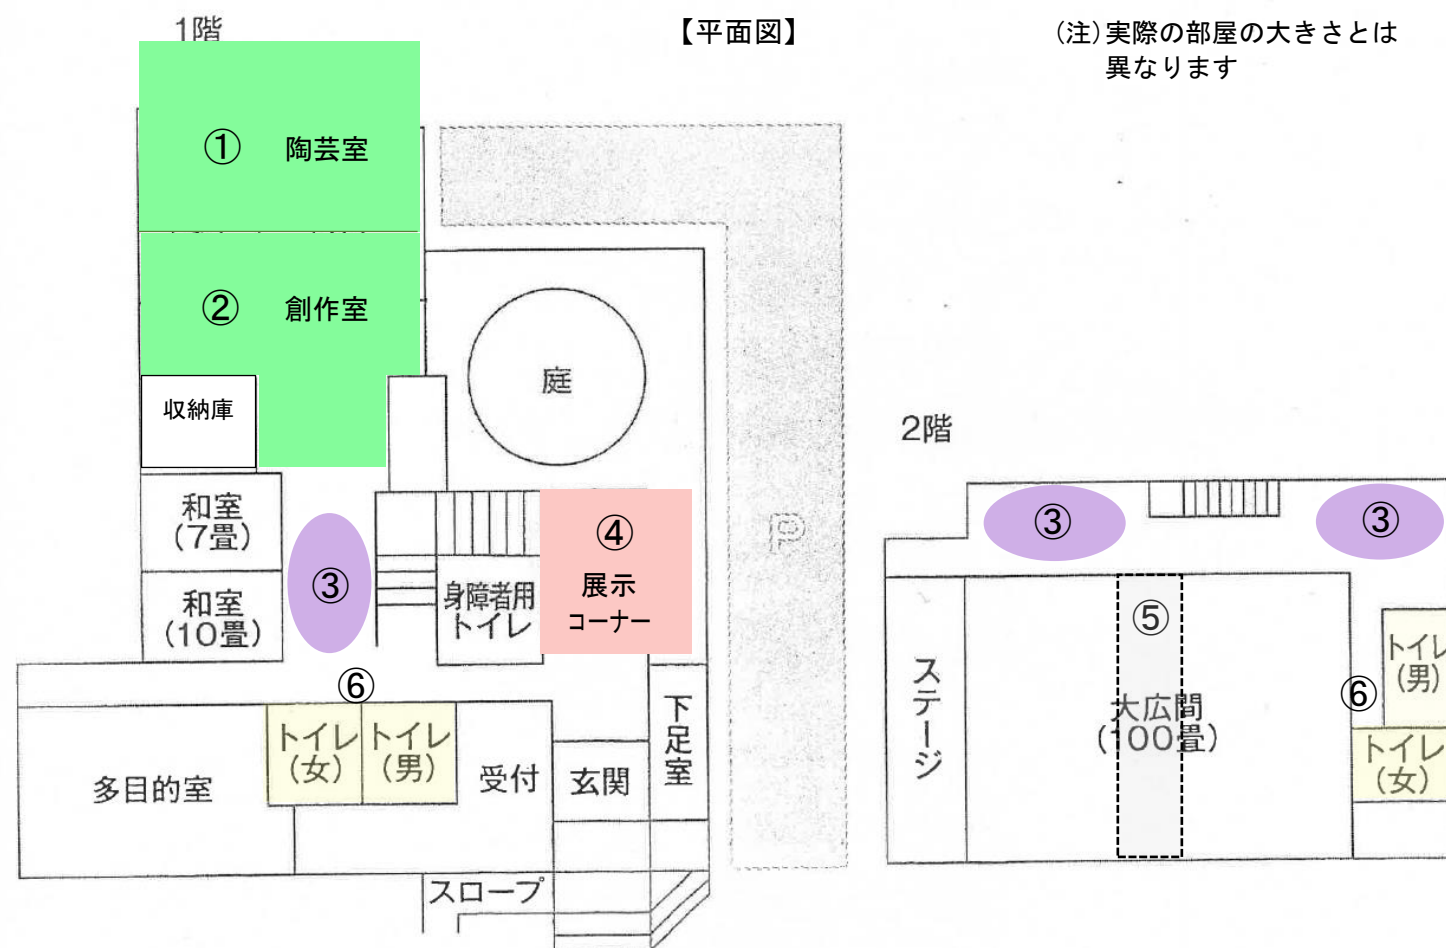 1階
【平面図】
（注）実際の部屋の大きさとは
異なります
① 陶芸室
② 創作室
庭
収納庫
和室
（7畳）
③
④
展示
コーナー
身障者用
トイレ
P
和室
（10畳）
⑥
トイレ
（女）
トイレ
（男）
多目的室
受付
玄関
下足室
スロープ
2階
③
③
⑤
ステージ
大広間
（100畳）
⑥
トイレ
（男）
トイレ
（女）